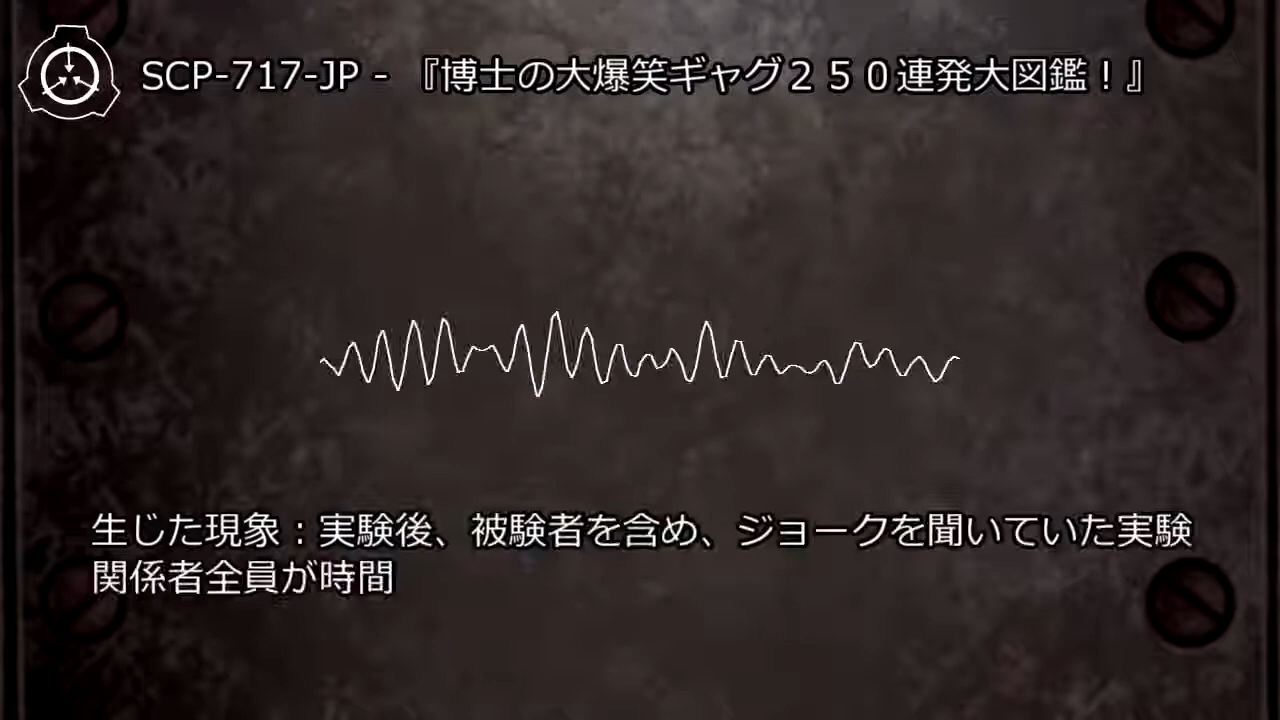 SCP-717-JP - 『博士の大爆笑ギャグ２５０連発大図鑑！』
生じた現象：実験後、被験者を含め、ジョークを聞いていた実験
関係者全員が時間